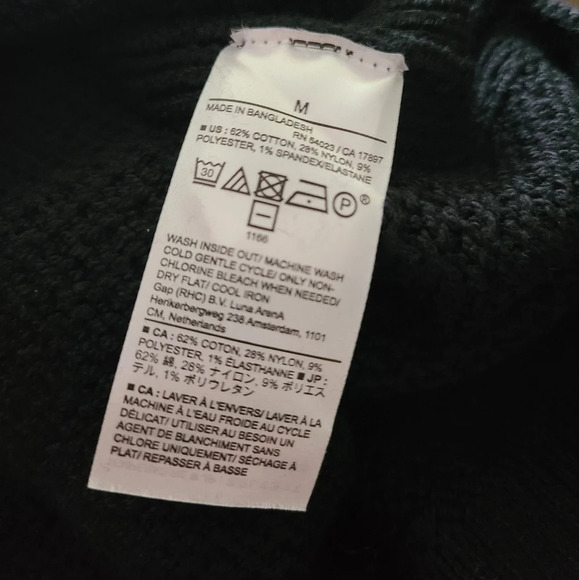 M
MADE IN BANGLADESH
RN 54023 / CA 17897
■ US : 62% COTTON, 28% NYLON, 9%
POLYESTER, 1% SPANDEX/ELASTANE
30
P®
1166
WASH INSIDE OUT/ MACHINE WASH
COLD GENTLE CYCLE/ ONLY NON-
CHLORINE BLEACH WHEN NEEDED/
DRY FLAT/ COOL IRON
Gap (RHC) B.V. Luna ArenA
Herikerbergweg 238 Amsterdam, 1101
CM, Netherlands
■ CA : 62% COTON, 28% NYLON, 9%
POLYESTER, 1% ÉLASTHANNE ■ JP :
62% 綿, 28% ナイロン, 9% ポリエス
テル, 1% ポリウレタン
■ CA : LAVER À L'ENVERS/ LAVER À LA
MACHINE À L'EAU FROIDE AU CYCLE
DÉLICAT/ UTILISER AU BESOIN UN
AGENT DE BLANCHIMENT SANS
CHLORE UNIQUEMENT/ SÉCHAGE À
PLAT/ REPASSER À BASSE